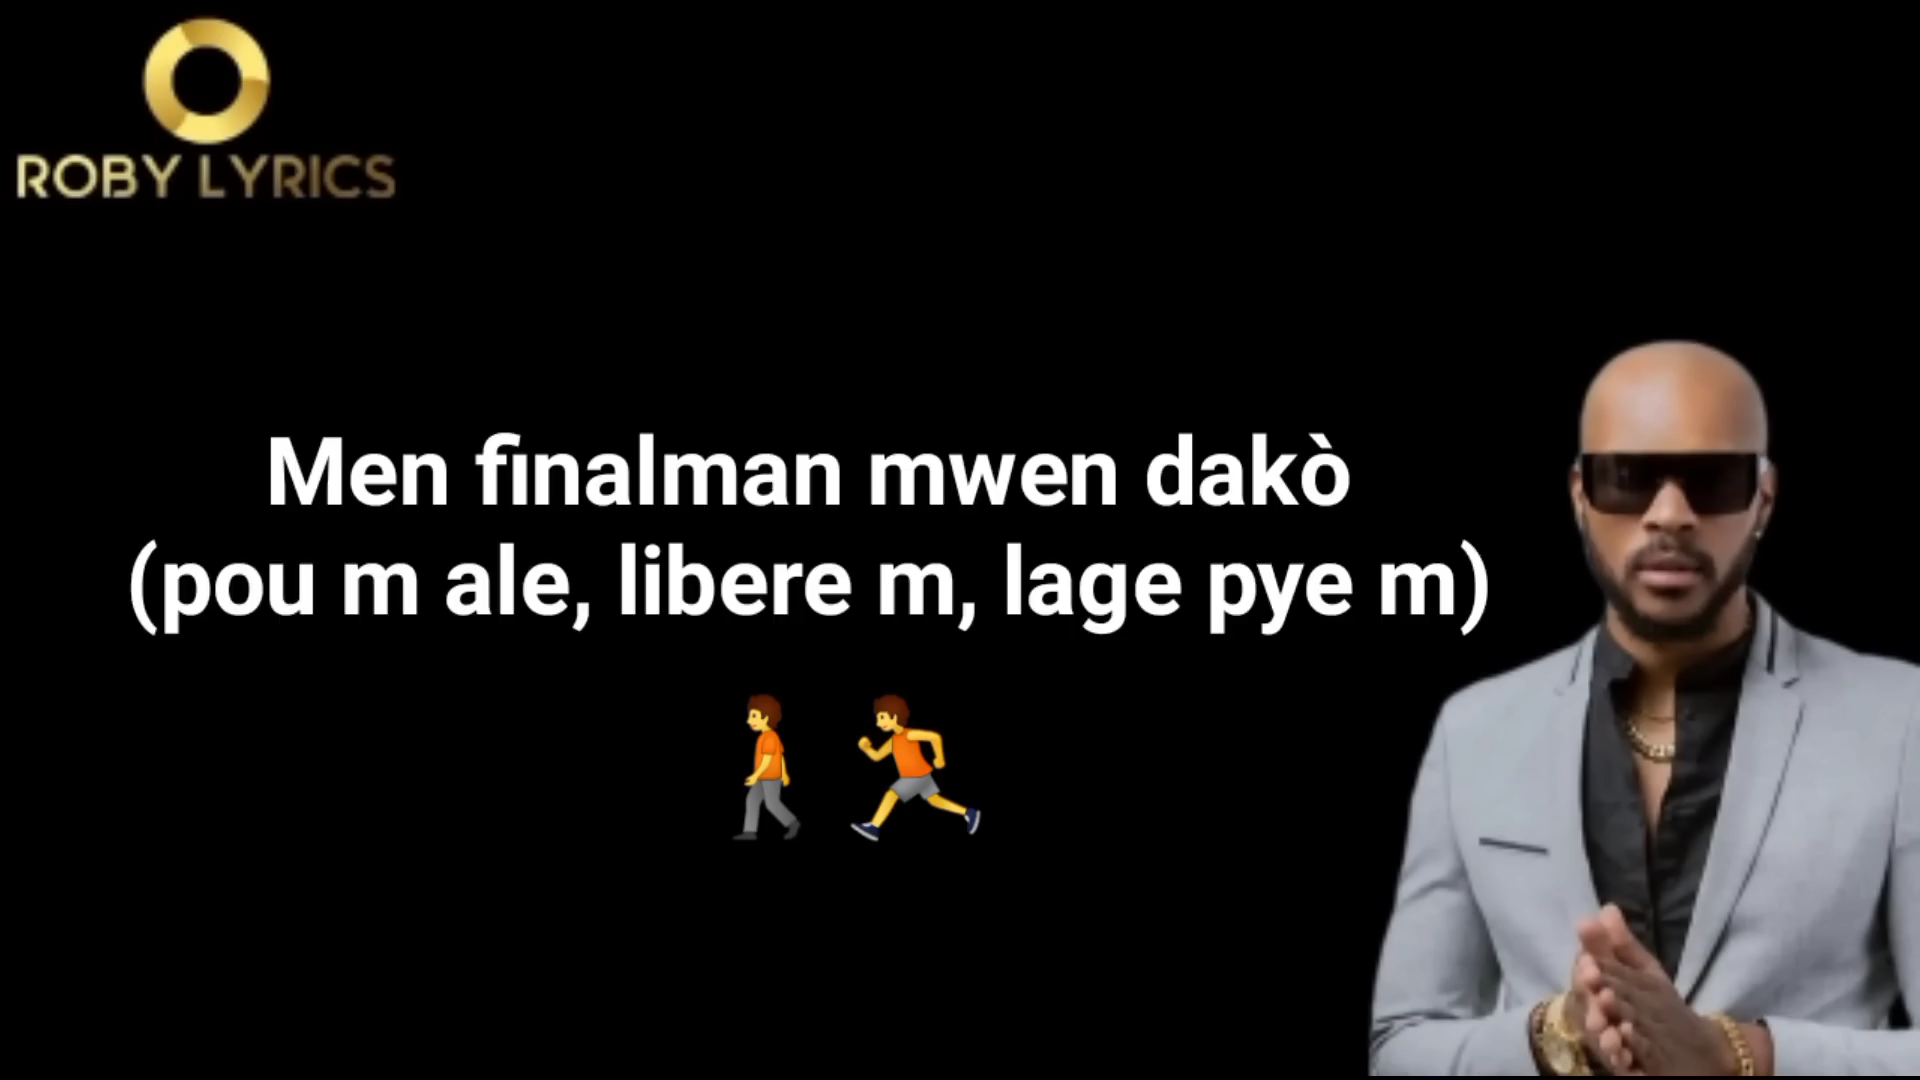 ROBY LYRICS
Men finalman mwen dakò
(pou m ale, libere m, lage pye m)